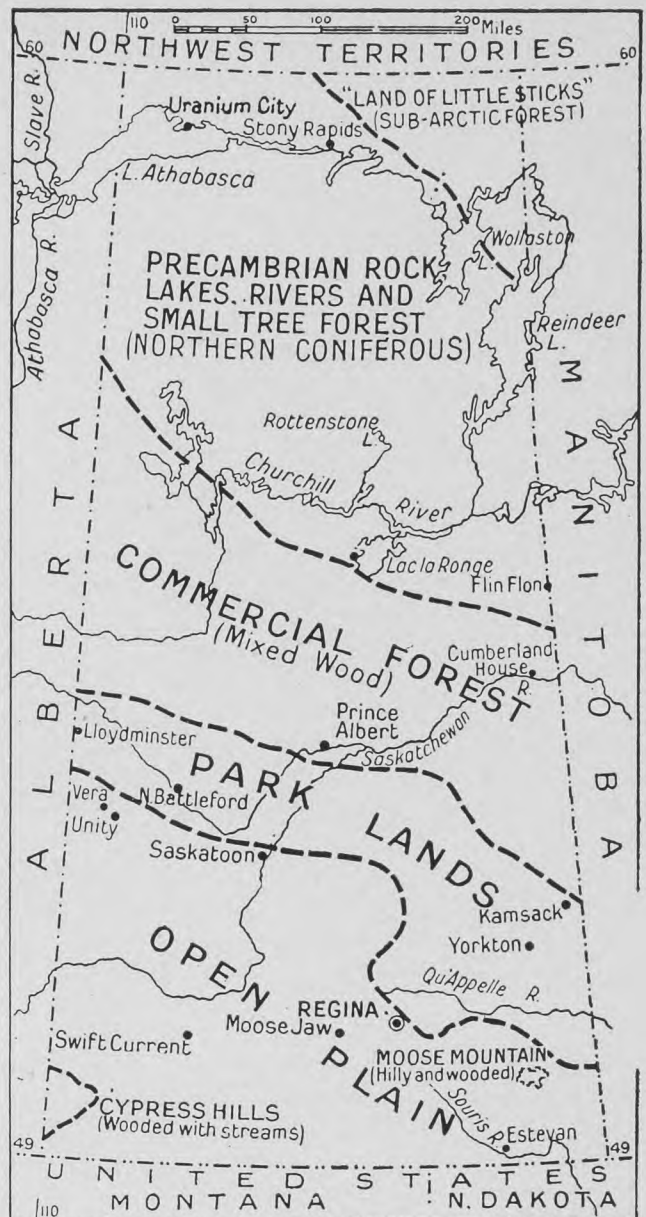 110 0 50 100 200 Miles
60 NORTHWEST TERRITORIES 60
Slave R.
Uranium City
"LAND OF LITTLE STICKS"
(SUB-ARCTIC FOREST)
Stony Rapids
L. Athabasca
Athabasca R.
Wollaston
L.
PRECAMBRIAN ROCK
LAKES, RIVERS AND
SMALL TREE FOREST
(NORTHERN CONIFEROUS)
Reindeer
L.
ALBERTA
MANITOBA
Rottenstone
L.
Churchill
River
Lac la Ronge
Flin Flon
COMMERCIAL FOREST
(Mixed Wood)
Cumberland
House
R.
Saskatchewan
Prince
Albert
Lloydminster
PARK
LANDS
N. Battleford
Vera
Unity
Saskatoon
Kamsack
Yorkton
OPEN
PLAIN
Qu'Appelle R.
REGINA
Moose Jaw
Swift Current
MOOSE MOUNTAIN
(Hilly and wooded)
CYPRESS HILLS
(Wooded with streams)
Souris R.
Estevan
49 49
UNITED STATES
110 MONTANA N. DAKOTA